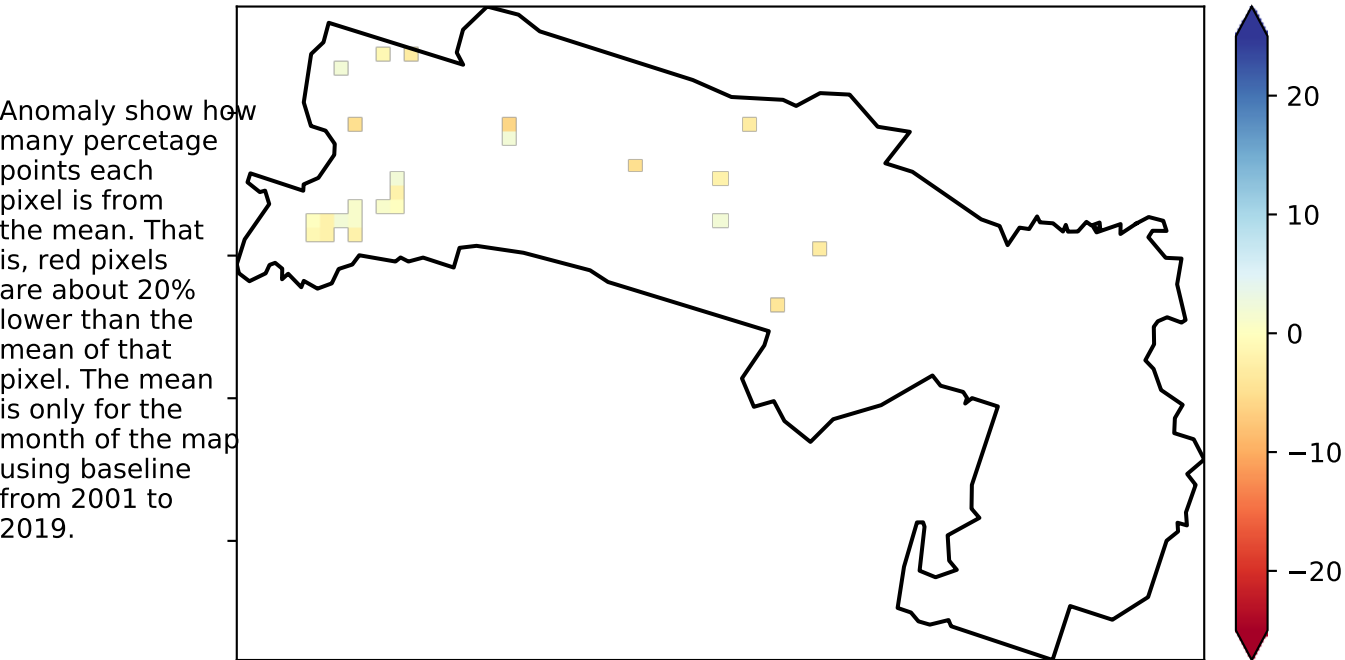 Anomaly show how
many percetage
points each
pixel is from
the mean. That
is, red pixels
are about 20%
lower than the
mean of that
pixel. The mean
is only for the
month of the map
using baseline
from 2001 to
2019.
20
10
0
−10
−20